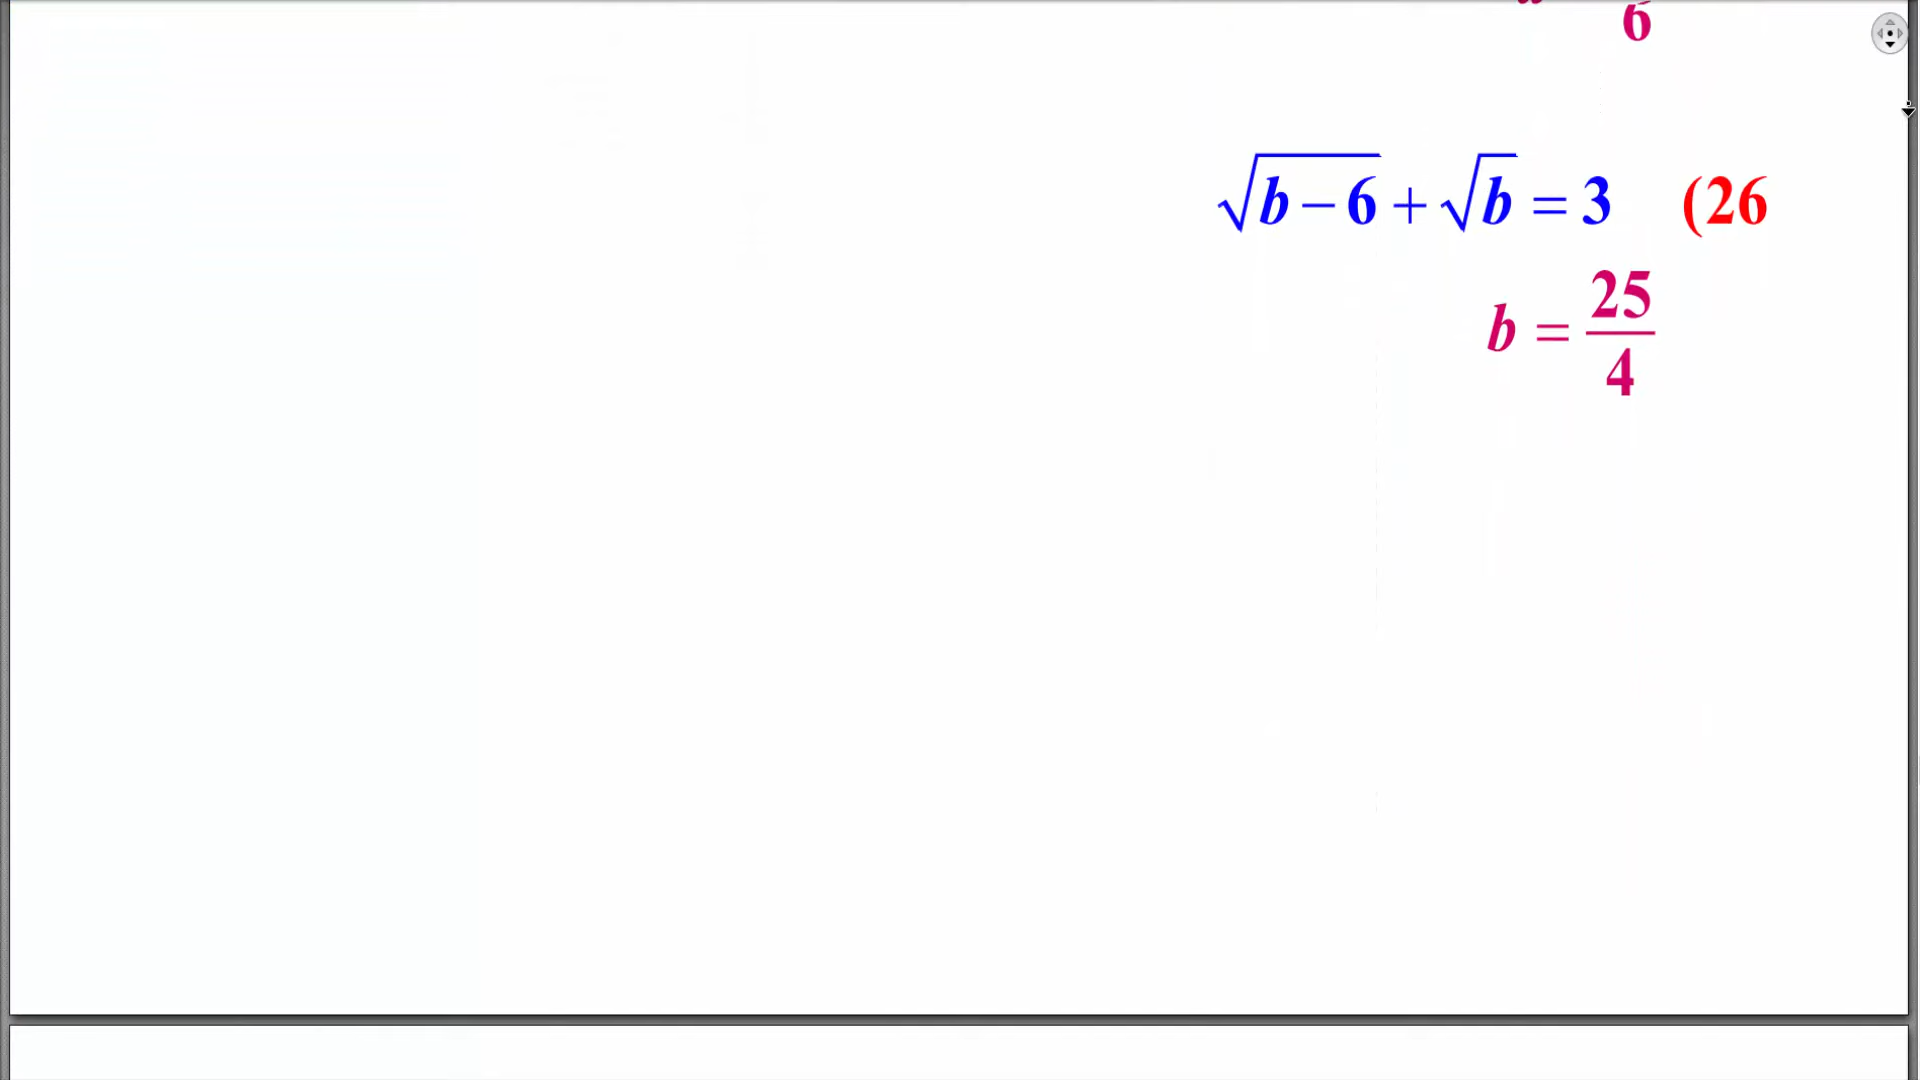 6
√(b − 6) + √b = 3 (26
b = 25/4